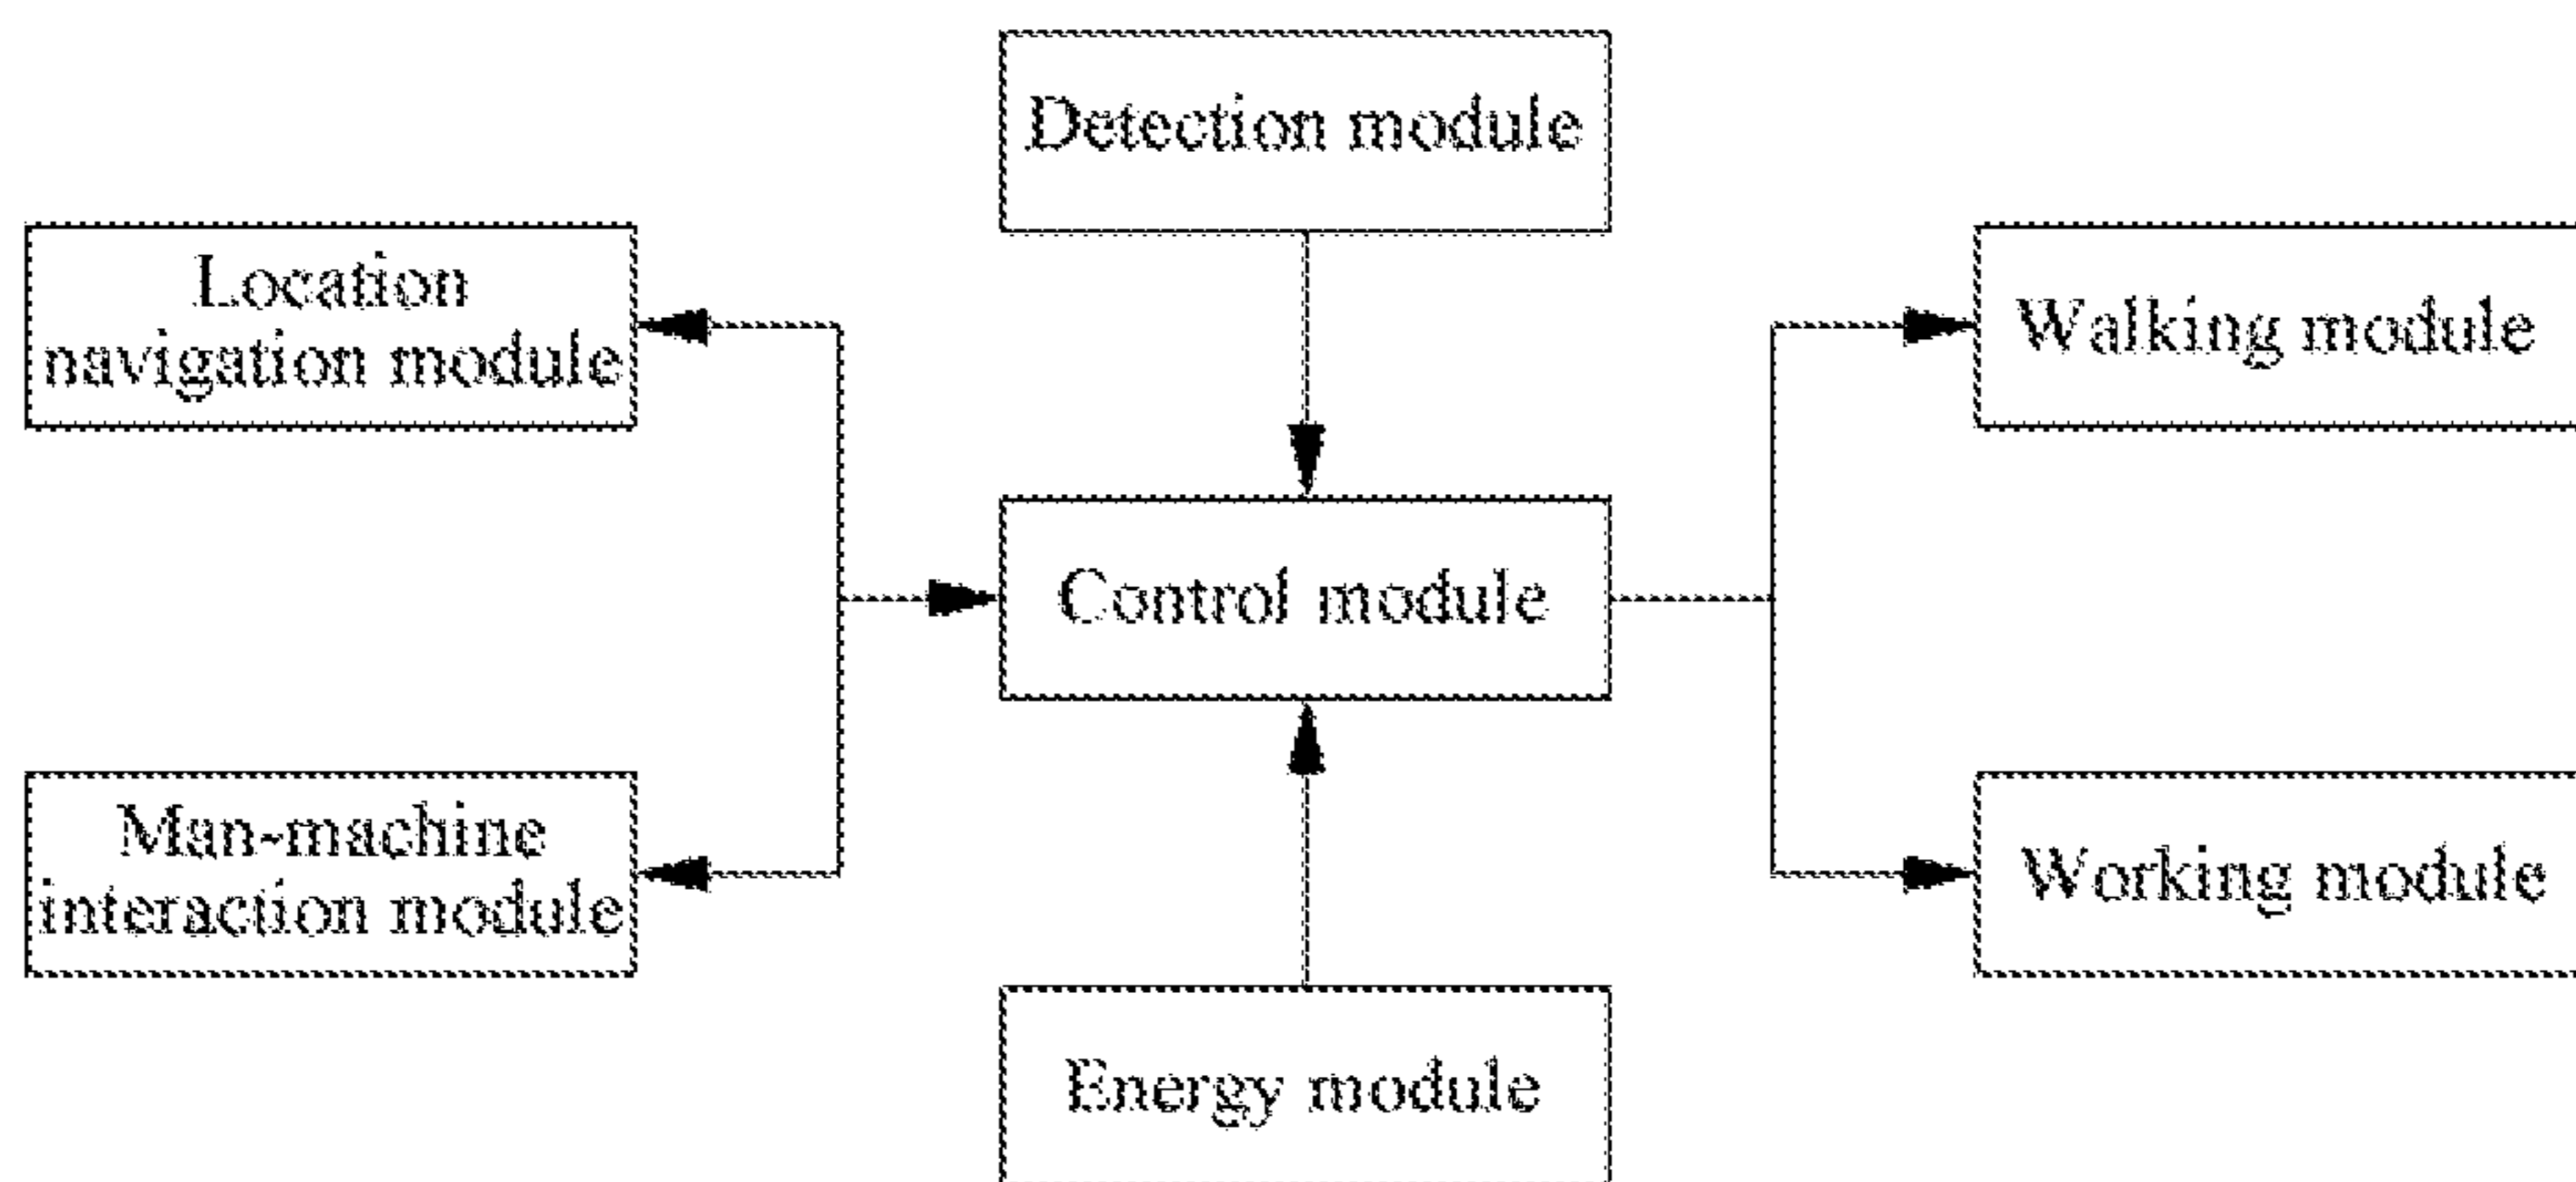 Detection module
Location
navigation module
Walking module
Control module
Man-machine
interaction module
Working module
Energy module